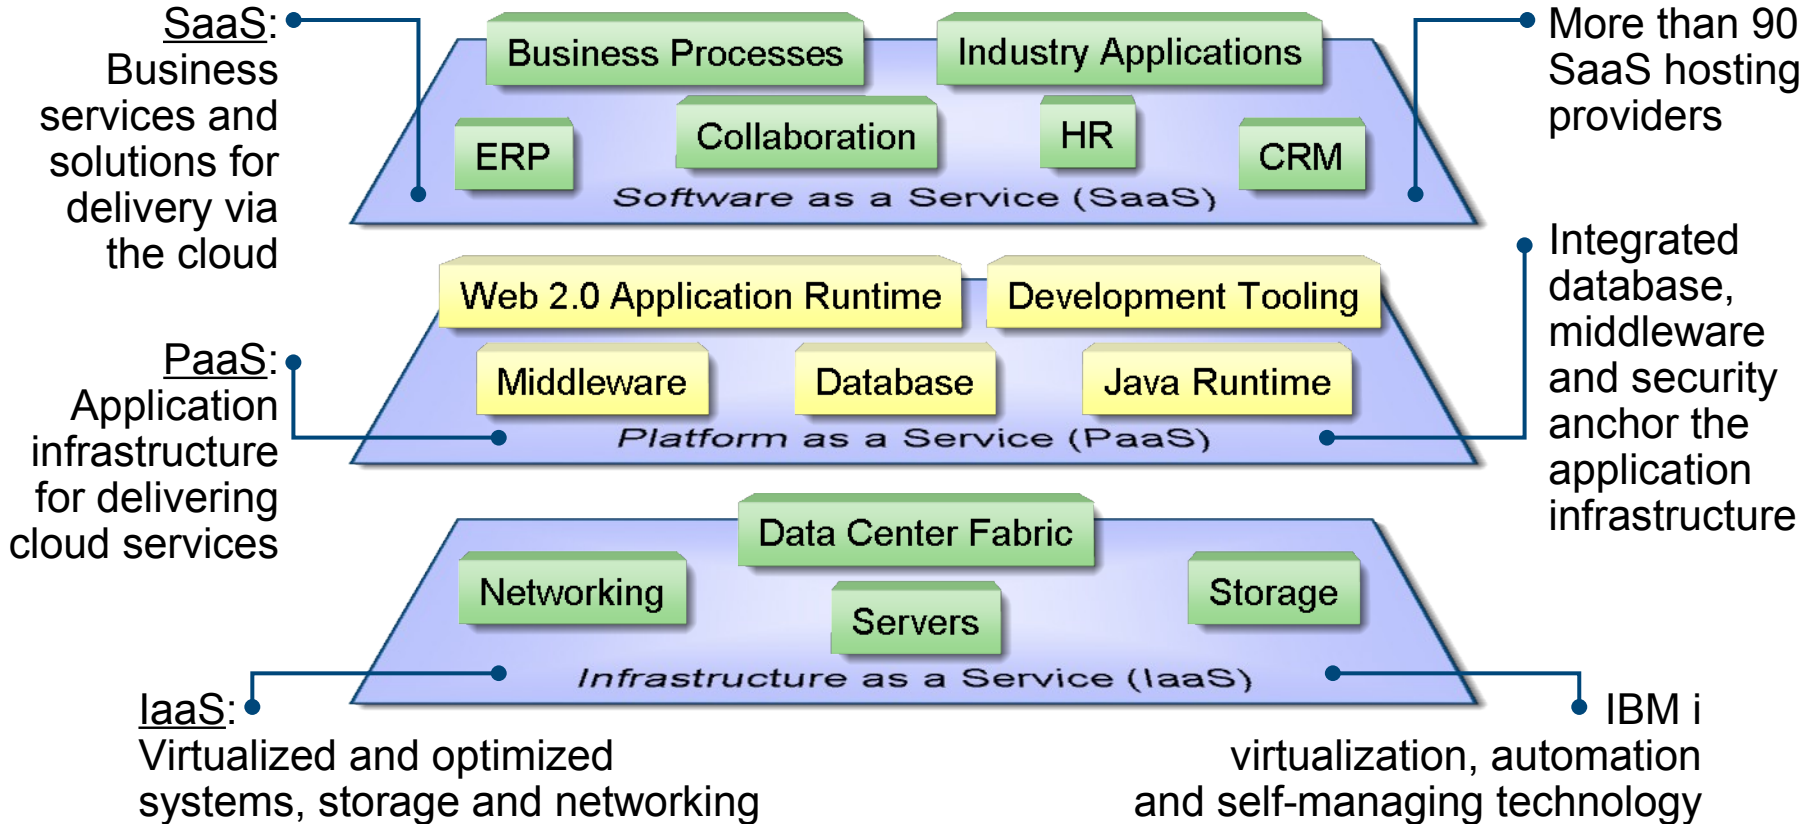 SaaS:
Business
services and
solutions for
delivery via
the cloud
Business Processes
Industry Applications
ERP
Collaboration
HR
CRM
Software as a Service (SaaS)
More than 90
SaaS hosting
providers
PaaS:
Application
infrastructure
for delivering
cloud services
Web 2.0 Application Runtime
Development Tooling
Middleware
Database
Java Runtime
Platform as a Service (PaaS)
Integrated
database,
middleware
and security
anchor the
application
infrastructure
Data Center Fabric
Networking
Servers
Storage
Infrastructure as a Service (IaaS)
IaaS:
Virtualized and optimized
systems, storage and networking
IBM i
virtualization, automation
and self-managing technology